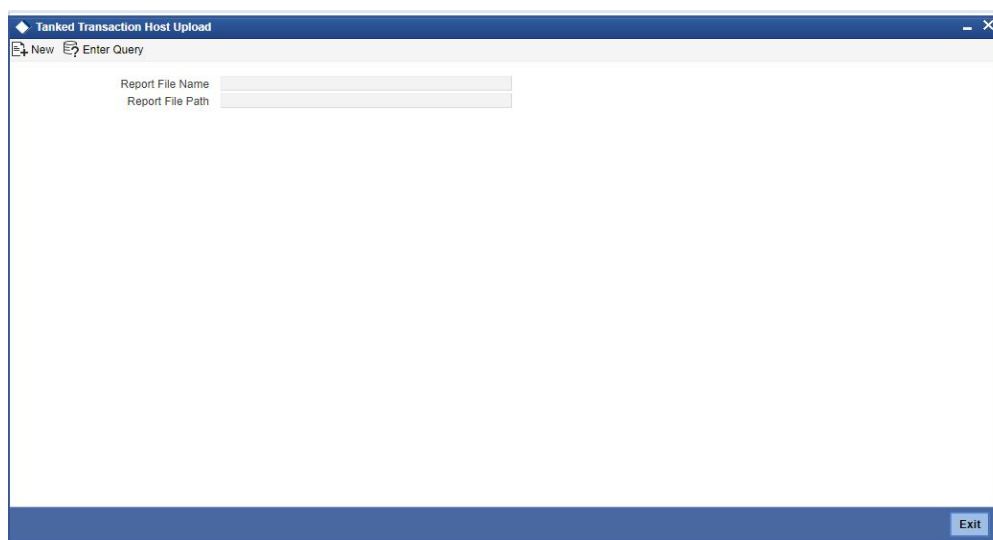 Tanked Transaction Host Upload
New Enter Query
Report File Name
Report File Path
Exit